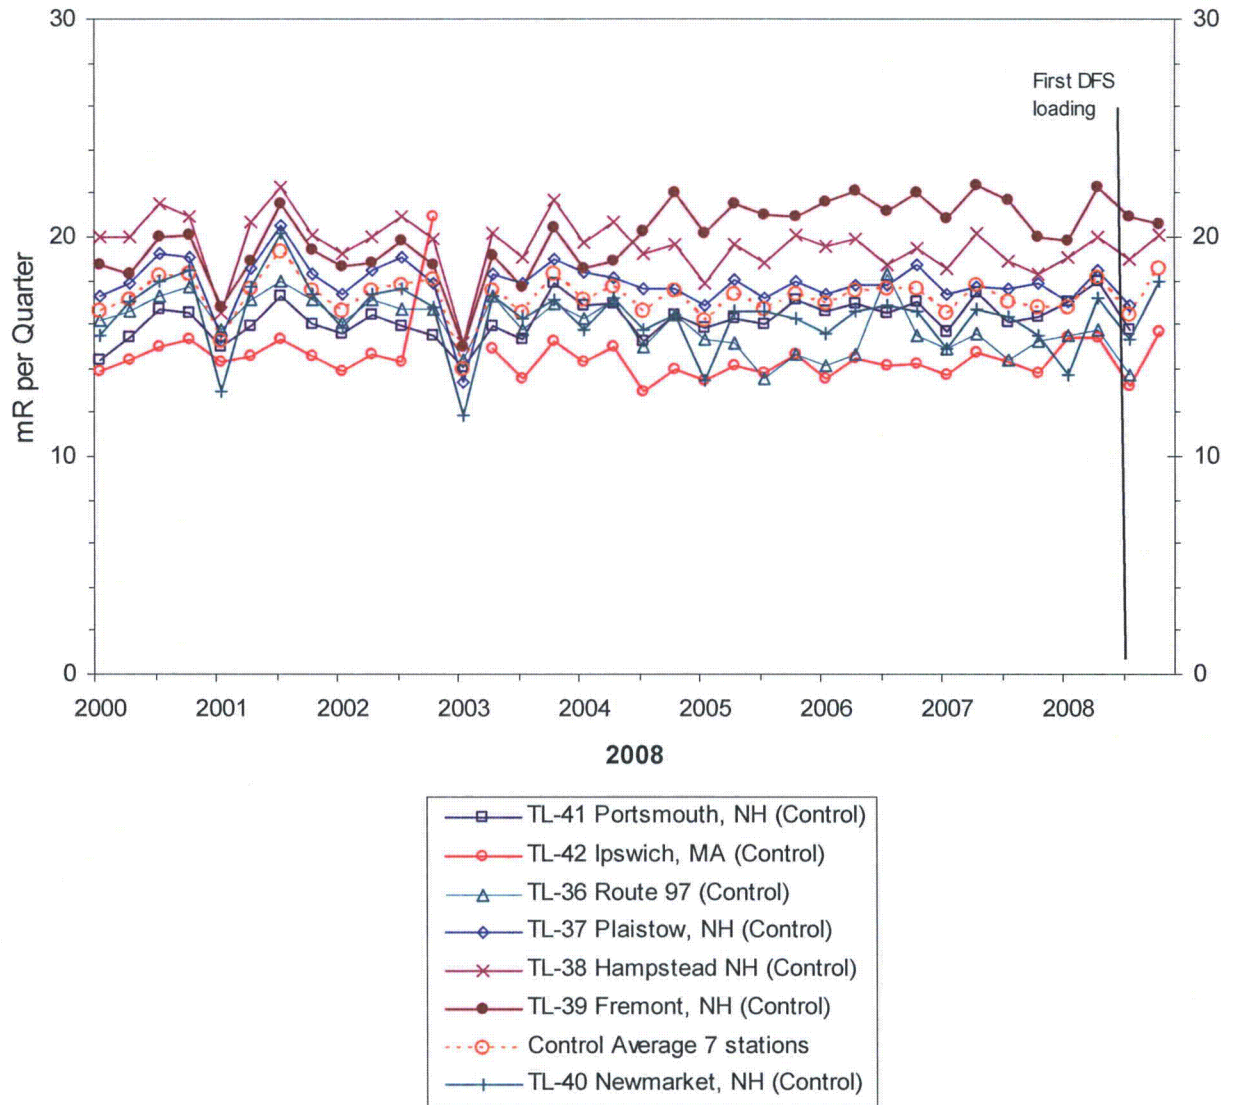 30 30
First DFS
loading
20 20
mR per Quarter
10 10
0 0
2000 2001 2002 2003 2004 2005 2006 2007 2008
2008
TL-41 Portsmouth, NH (Control)
TL-42 Ipswich, MA (Control)
TL-36 Route 97 (Control)
TL-37 Plaistow, NH (Control)
TL-38 Hampstead NH (Control)
TL-39 Fremont, NH (Control)
Control Average 7 stations
TL-40 Newmarket, NH (Control)